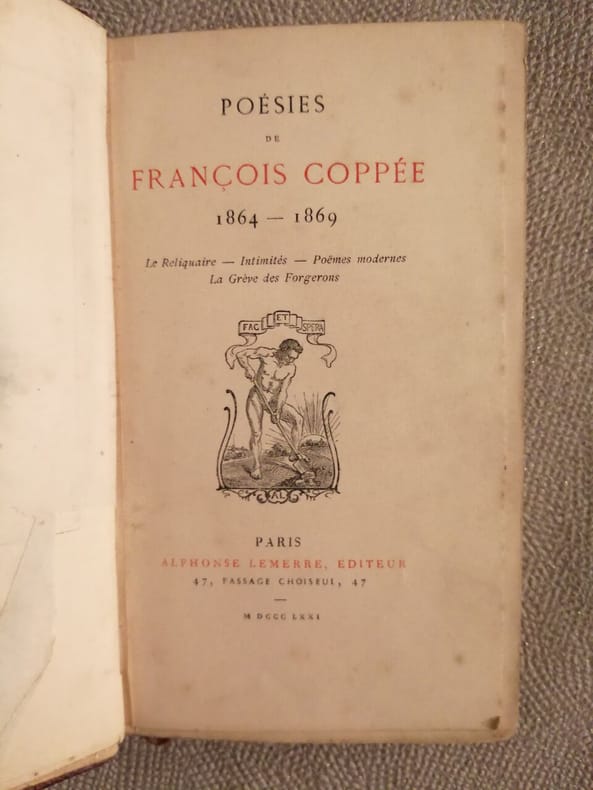 POÉSIES
DE
FRANÇOIS COPPÉE
1864 — 1869
Le Reliquaire — Intimités — Poëmes modernes
La Grève des Forgerons
FAC ET SPERA
AL
PARIS
ALPHONSE LEMERRE, EDITEUR
47, PASSAGE CHOISEUL, 47
M DCCC LXXI